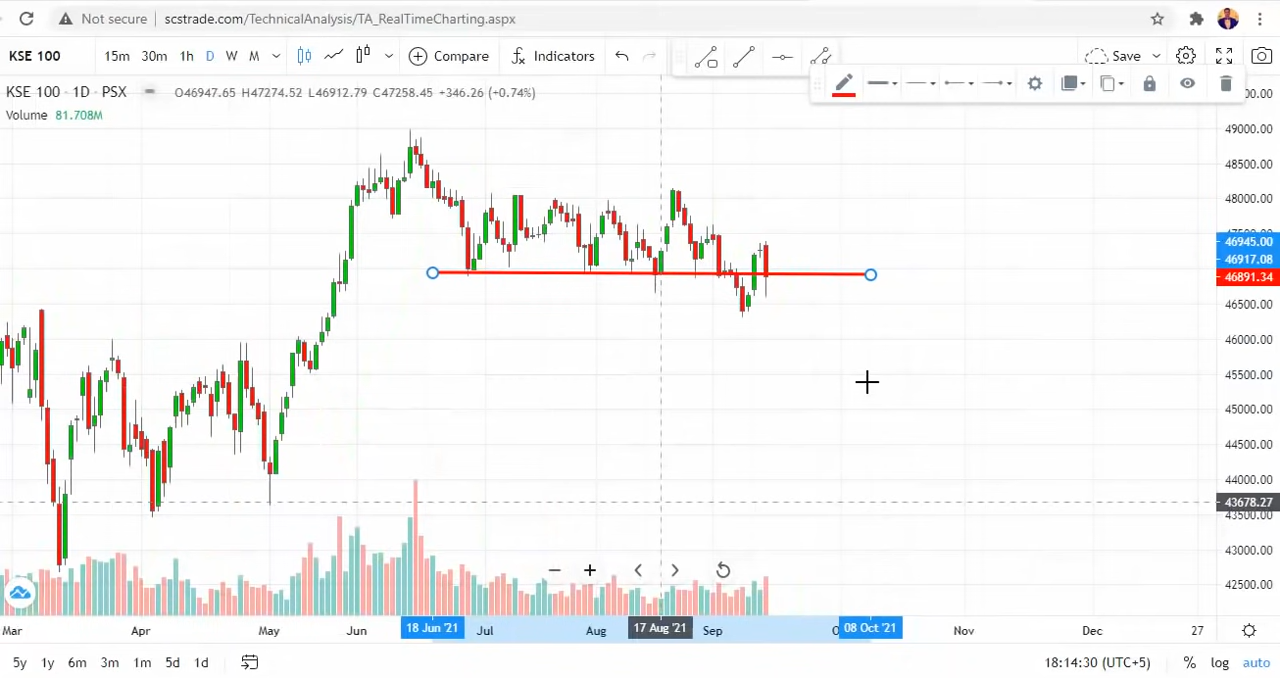 Not secure scstrade.com/TechnicalAnalysis/TA_RealTimeCharting.aspx
KSE 100 15m 30m 1h D W M Compare Indicators Save
KSE 100 · 1D · PSX O46947.65 H47274.52 L46912.79 C47258.45 +346.26 (+0.74%)
Volume 81.708M
49000.00
48500.00
48000.00
46945.00
46917.08
46891.34
46500.00
46000.00
45500.00
45000.00
44500.00
44000.00
43678.27
43500.00
43000.00
42500.00
Mar Apr May Jun 18 Jun '21 Jul Aug 17 Aug '21 Sep 08 Oct '21 Nov Dec 27
5y 1y 6m 3m 1m 5d 1d 18:14:30 (UTC+5) % log auto